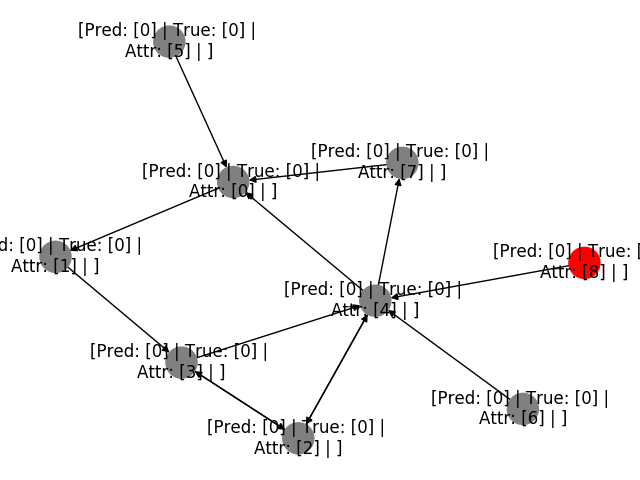 [Pred: [0] | True: [0] |
Attr: [5] | ]
[Pred: [0] | True: [0] |
Attr: [7] | ]
[Pred: [0] | True: [0] |
Attr: [0] | ]
d: [0] | True: [0] |
Attr: [1] | ]
[Pred: [0] | True: [
Attr: [8] | ]
[Pred: [0] | True: [0] |
Attr: [4] | ]
[Pred: [0] | True: [0] |
Attr: [3] | ]
[Pred: [0] | True: [0] |
Attr: [6] | ]
[Pred: [0] | True: [0] |
Attr: [2] | ]